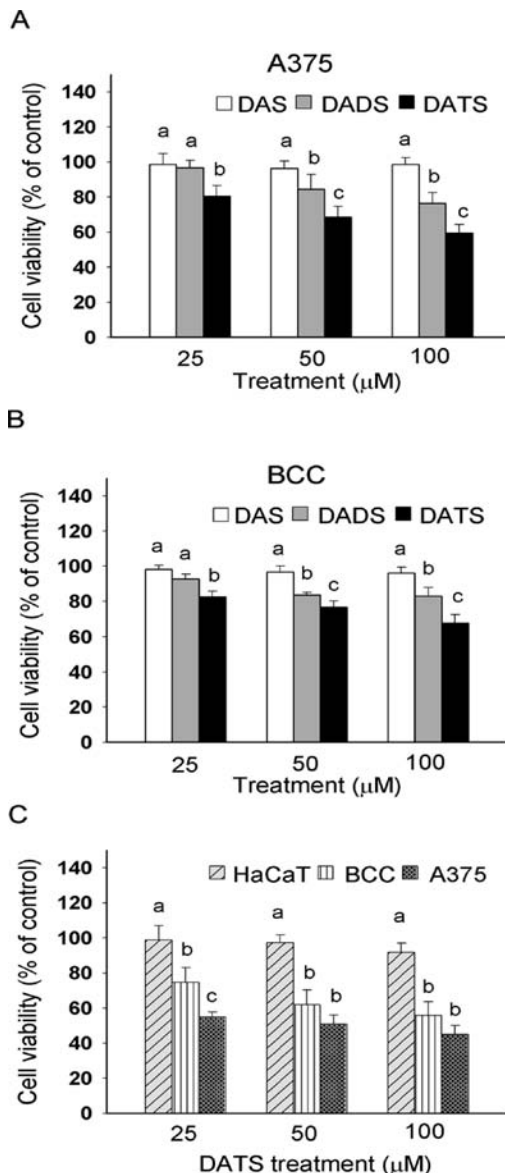 A
A375
Cell viability (% of control)
140
120
100
80
60
40
20
0
DAS DADS DATS
a a b a b c a b c
25 50 100
Treatment (μM)
B
BCC
Cell viability (% of control)
140
120
100
80
60
40
20
0
DAS DADS DATS
a a b a b c a b c
25 50 100
Treatment (μM)
C
Cell viability (% of control)
140
120
100
80
60
40
20
0
HaCaT BCC A375
a b c a b b a b b
25 50 100
DATS treatment (μM)